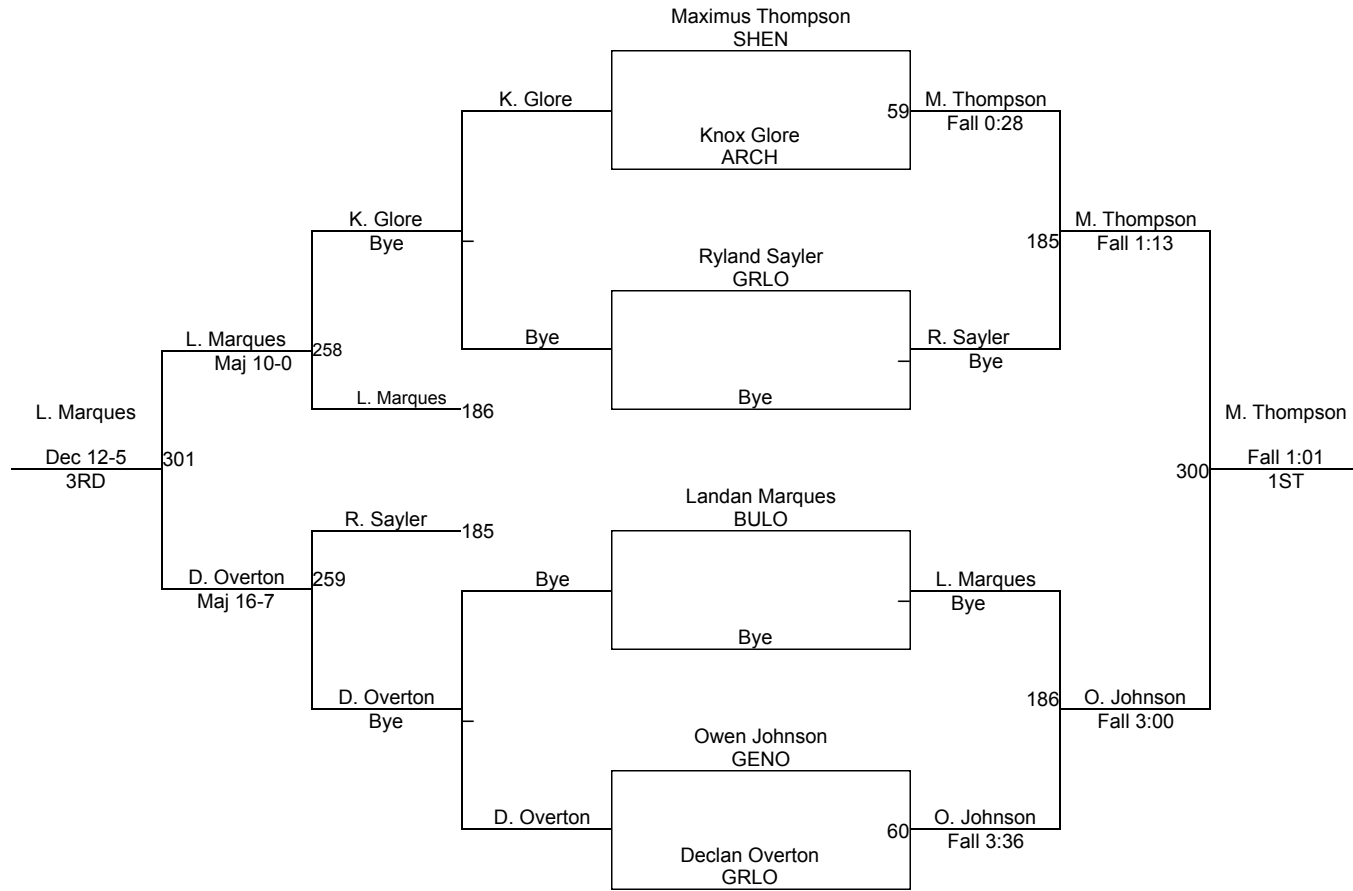 Maximus Thompson
SHEN
K. Glore
59
M. Thompson
Fall 0:28
Knox Glore
ARCH
K. Glore
Bye
M. Thompson
185
Fall 1:13
Ryland Sayler
GRLO
L. Marques
258
Maj 10-0
Bye
R. Sayler
Bye
Bye
L. Marques
186
L. Marques
M. Thompson
Dec 12-5
301
3RD
300
Fall 1:01
1ST
Landan Marques
BULO
R. Sayler
185
D. Overton
259
Maj 16-7
Bye
L. Marques
Bye
Bye
D. Overton
Bye
186
O. Johnson
Fall 3:00
Owen Johnson
GENO
D. Overton
60
O. Johnson
Fall 3:36
Declan Overton
GRLO